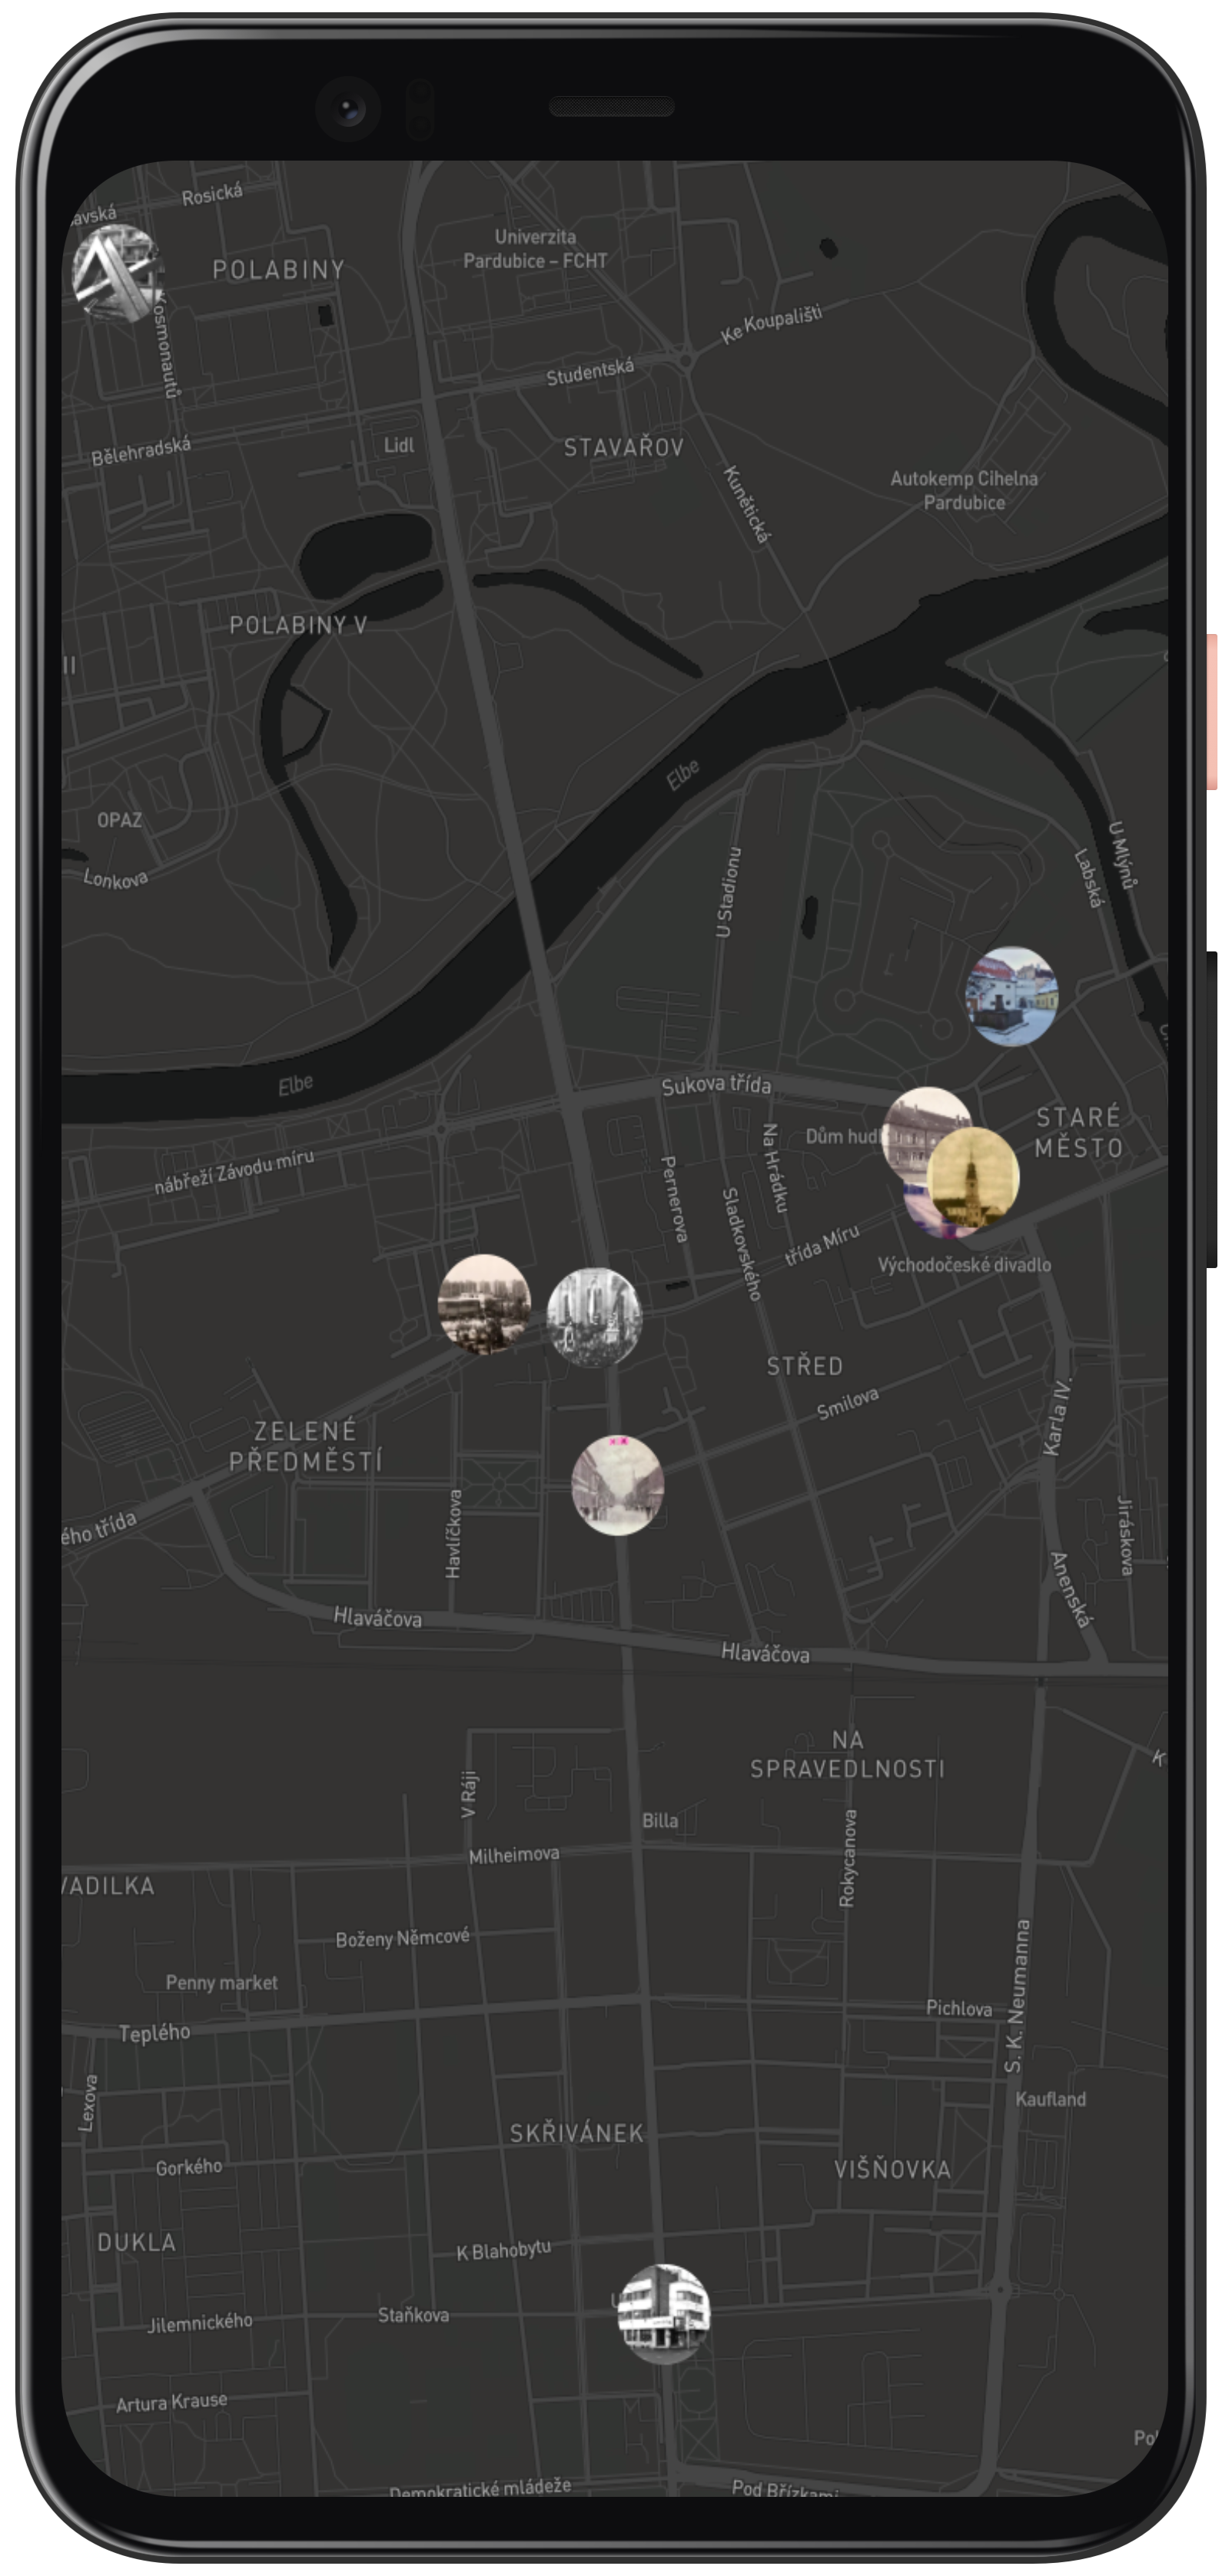 Rosická
POLABINY
Univerzita
Pardubice – FCHT
Ke Koupališti
Kosmonautů
Studentská
Bělehradská
Lidl
STAVAŘOV
Kunětická
Autokemp Cihelna
Pardubice
POLABINY V
II
Elbe
OPAZ
Lonkova
U Stadionu
Labská
U Mlýnů
Elbe
Sukova třída
STARÉ
MĚSTO
Dům hud
Na Hrádku
nábřeží Závodu míru
Pernerova
Sladkovského
třída Míru
Východočeské divadlo
STŘED
Smilova
Karla IV.
ZELENÉ
PŘEDMĚSTÍ
Havlíčkova
Jiráskova
ého třída
Anenská
Hlaváčova
Hlaváčova
NA
SPRAVEDLNOSTI
K
V Ráji
Billa
Milheimova
Rokycanova
VADILKA
Boženy Němcové
Penny market
Pichlova
S. K. Neumanna
Teplého
Lexova
Kaufland
SKŘIVÁNEK
Gorkého
VIŠŇOVKA
DUKLA
K Blahobytu
Jilemnického
Staňkova
Artura Krause
Demokratické mládeže
Pod Břízkami